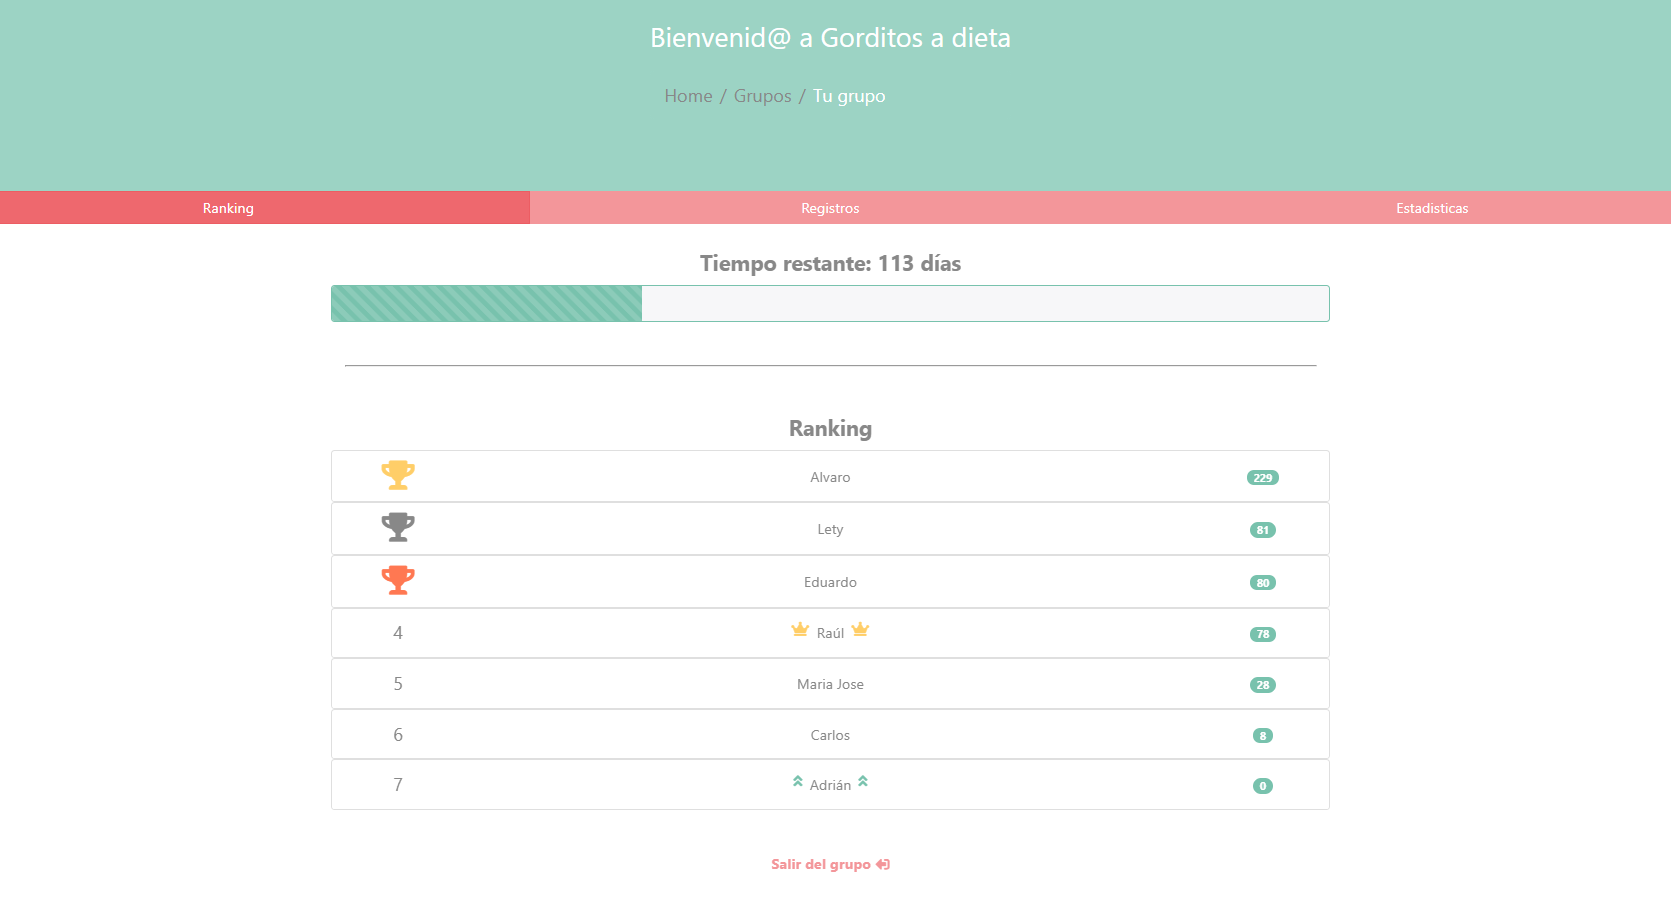 Bienvenid@ a Gorditos a dieta
Home / Grupos / Tu grupo
Ranking Registros Estadisticas
Tiempo restante: 113 días
Ranking
Alvaro 229
Lety 81
Eduardo 80
4 Raúl 78
5 Maria Jose 28
6 Carlos 8
7 Adrián 0
Salir del grupo